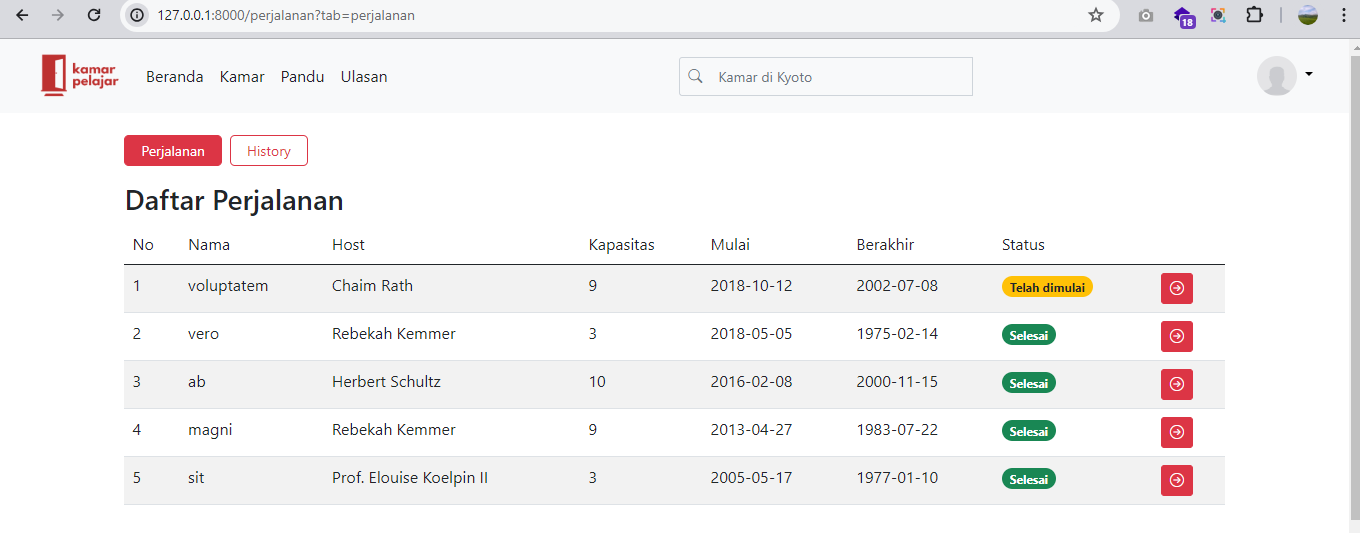 127.0.0.1:8000/perjalanan?tab=perjalanan
18
kamar
pelajar
Beranda Kamar Pandu Ulasan
Kamar di Kyoto
Perjalanan History
Daftar Perjalanan
No Nama Host Kapasitas Mulai Berakhir Status
1 voluptatem Chaim Rath 9 2018-10-12 2002-07-08 Telah dimulai
2 vero Rebekah Kemmer 3 2018-05-05 1975-02-14 Selesai
3 ab Herbert Schultz 10 2016-02-08 2000-11-15 Selesai
4 magni Rebekah Kemmer 9 2013-04-27 1983-07-22 Selesai
5 sit Prof. Elouise Koelpin II 3 2005-05-17 1977-01-10 Selesai